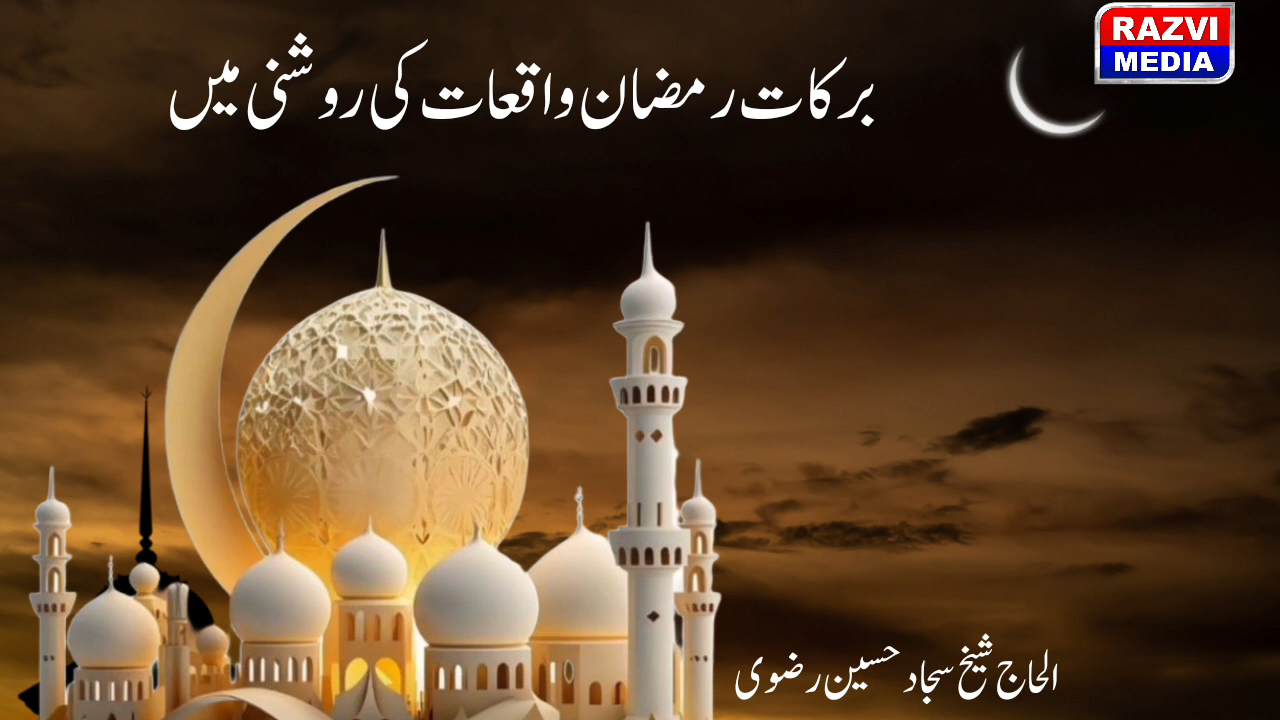 RAZVI
MEDIA
برکات رمضان واقعات کی روشنی میں
الحاج شیخ سجاد حسین رضوی